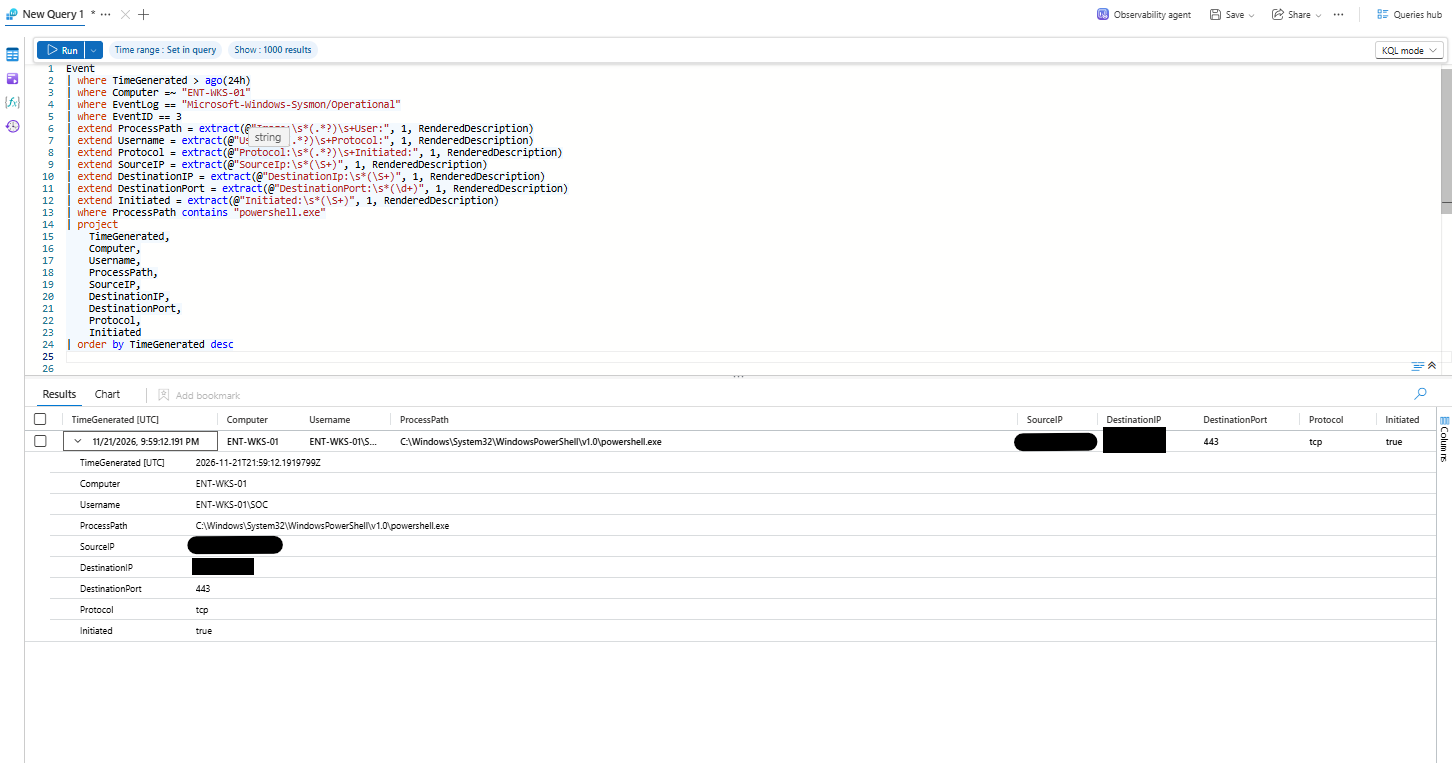 New Query 1 * ...
Observability agent Save Share ... Queries hub
Run Time range : Set in query Show : 1000 results KQL mode
1 Event
2 | where TimeGenerated > ago(24h)
3 | where Computer =~ "ENT-WKS-01"
4 | where EventLog == "Microsoft-Windows-Sysmon/Operational"
5 | where EventID == 3
6 | extend ProcessPath = extract(@" :\s*(.*?)\s+User:", 1, RenderedDescription)
string
7 | extend Username = extract(@"Us .*?)\s+Protocol:", 1, RenderedDescription)
8 | extend Protocol = extract(@"Protocol:\s*(.*?)\s+Initiated:", 1, RenderedDescription)
9 | extend SourceIP = extract(@"SourceIp:\s*(\S+)", 1, RenderedDescription)
10 | extend DestinationIP = extract(@"DestinationIp:\s*(\S+)", 1, RenderedDescription)
11 | extend DestinationPort = extract(@"DestinationPort:\s*(\d+)", 1, RenderedDescription)
12 | extend Initiated = extract(@"Initiated:\s*(\S+)", 1, RenderedDescription)
13 | where ProcessPath contains "powershell.exe"
14 | project
15 TimeGenerated,
16 Computer,
17 Username,
18 ProcessPath,
19 SourceIP,
20 DestinationIP,
21 DestinationPort,
22 Protocol,
23 Initiated
24 | order by TimeGenerated desc
25
26
Results Chart Add bookmark
TimeGenerated [UTC] Computer Username ProcessPath SourceIP DestinationIP DestinationPort Protocol Initiated
11/21/2026, 9:59:12.191 PM ENT-WKS-01 ENT-WKS-01\S... C:\Windows\System32\WindowsPowerShell\v1.0\powershell.exe 443 tcp true
TimeGenerated [UTC] 2026-11-21T21:59:12.1919799Z
Computer ENT-WKS-01
Username ENT-WKS-01\SOC
ProcessPath C:\Windows\System32\WindowsPowerShell\v1.0\powershell.exe
SourceIP
DestinationIP
DestinationPort 443
Protocol tcp
Initiated true
Columns